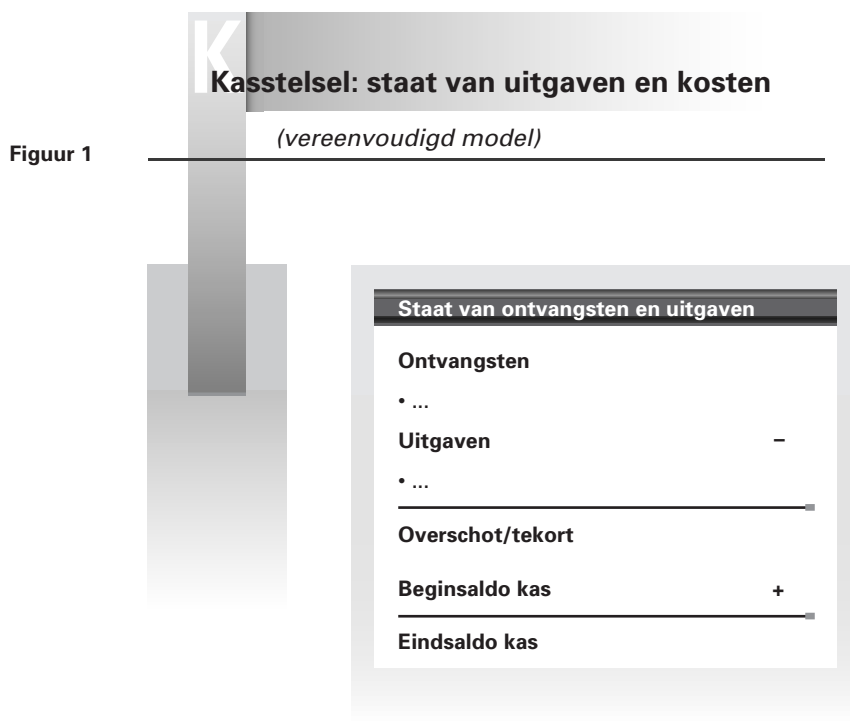 Kasstelsel: staat van uitgaven en kosten
(vereenvoudigd model)
Figuur 1
Staat van ontvangsten en uitgaven
Ontvangsten
• ...
Uitgaven –
• ...
Overschot/tekort
Beginsaldo kas +
Eindsaldo kas